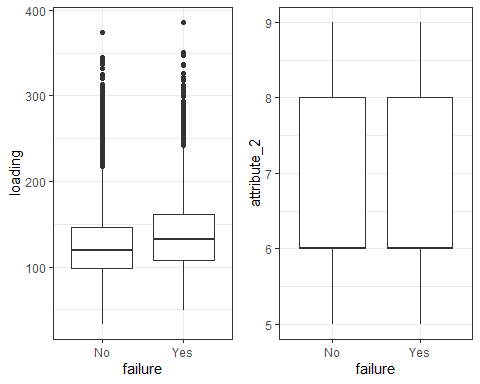 400
300
200
100
loading
No
Yes
failure
9
8
7
6
5
attribute_2
No
Yes
failure